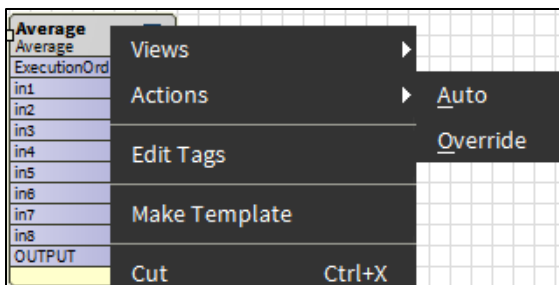 Average
Average
ExecutionOrd
in1
in2
in3
in4
in5
in6
in7
in8
OUTPUT
Views
Actions
Edit Tags
Make Template
Cut Ctrl+X
Auto
Override